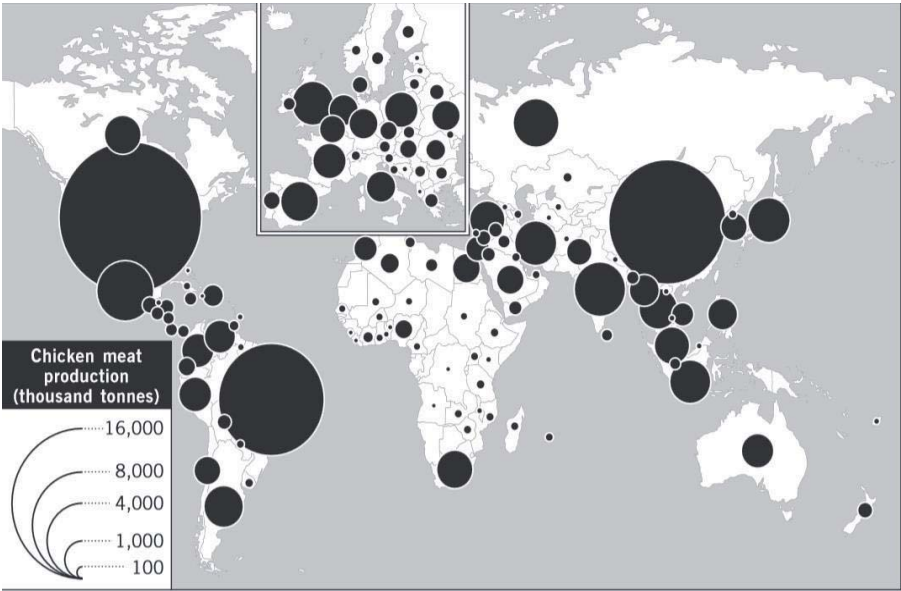 Chicken meat
production
(thousand tonnes)
16,000
8,000
4,000
1,000
100